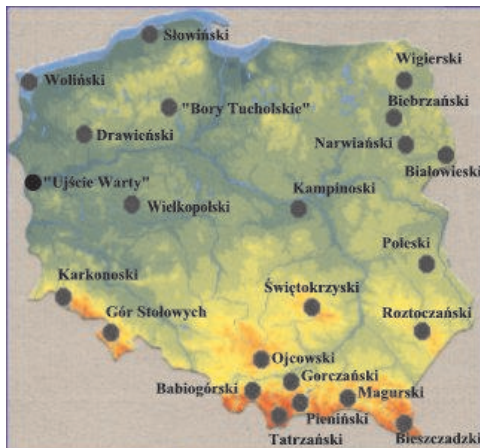 Słowiński
Wigierski
Woliński
Biebrzański
"Bory Tucholskie"
Drawieński
Narwiański
Białowieski
"Ujście Warty"
Wielkopolski
Kampinoski
Poleski
Karkonoski
Świętokrzyski
Gór Stołowych
Roztoczański
Ojcowski
Gorczański
Babiogórski
Magurski
Pieniński
Tatrzański
Bieszczadzki